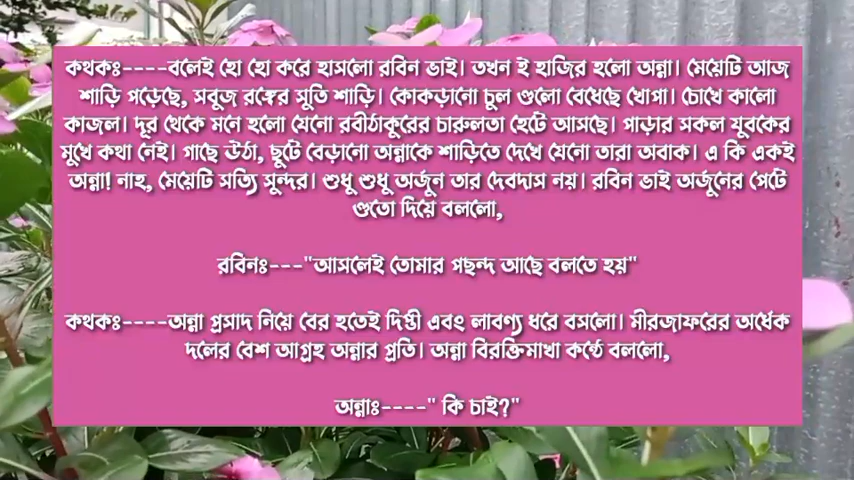 কথকঃ----বলেই হো হো করে হাসলো রবিন ভাই। তখন ই হাজির হলো অন্না। মেয়েটি আজ
শাড়ি পড়েছে, সবুজ রঙ্গের সুতি শাড়ি। কোকড়ানো চুল গুলো বেধেছে খোপা। চোখে কালো
কাজল। দূর থেকে মনে হলো যেনো রবীঠাকুরের চারুলতা হেটে আসছে। পাড়ার সকল যুবকের
মুখে কথা নেই। গাছে ঊঠা, ছুটে বেড়ানো অন্নাকে শাড়িতে দেখে যেনো তারা অবাক। এ কি একই
অন্না! নাহ, মেয়েটি সত্যি সুন্দর। শুধু শুধু অর্জুন তার দেবদাস নয়। রবিন ভাই অর্জুনের পেটে
গুতো দিয়ে বললো,
রবিনঃ---"আসলেই তোমার পছন্দ আছে বলতে হয়"
কথকঃ----অন্না প্রসাদ নিয়ে বের হতেই দিপ্তী এবং লাবণ্য ধরে বসলো। মীরজাফরের অর্ধেক
দলের বেশ আগ্রহ অন্নার প্রতি। অন্না বিরক্তিমাখা কন্ঠে বললো,
অন্নাঃ----" কি চাই?"